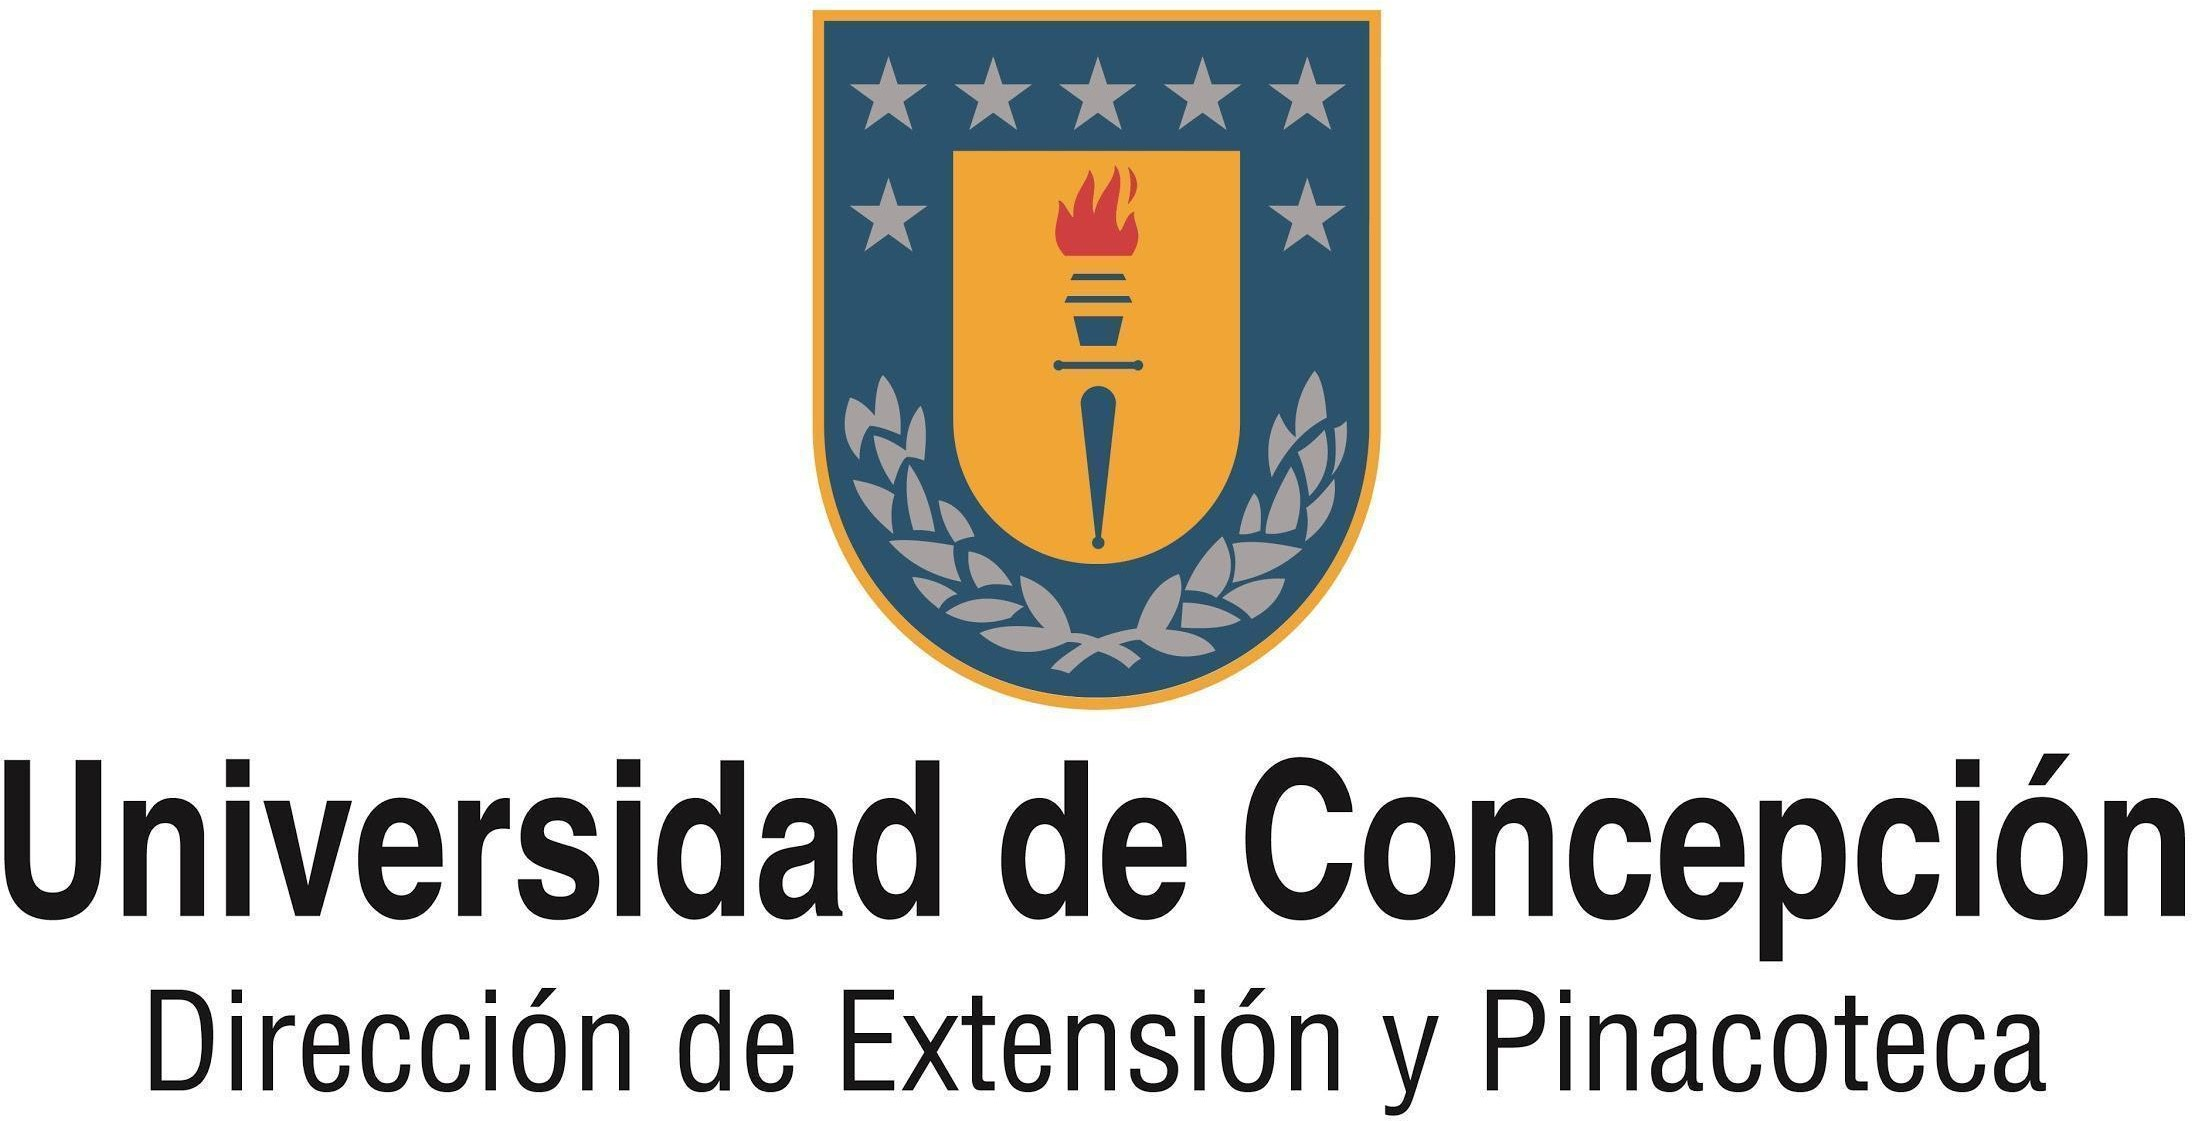 Universidad de Concepción
Dirección de Extensión y Pinacoteca